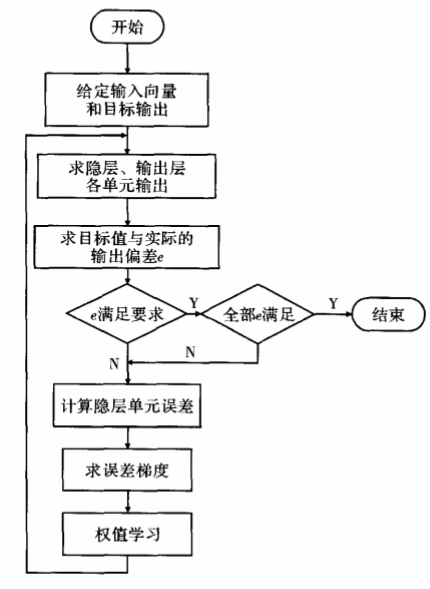 开始
给定输入向量
和目标输出
求隐层、输出层
各单元输出
求目标值与实际的
输出偏差e
e满足要求
Y
全部e满足
Y
结束
N
N
计算隐层单元误差
求误差梯度
权值学习